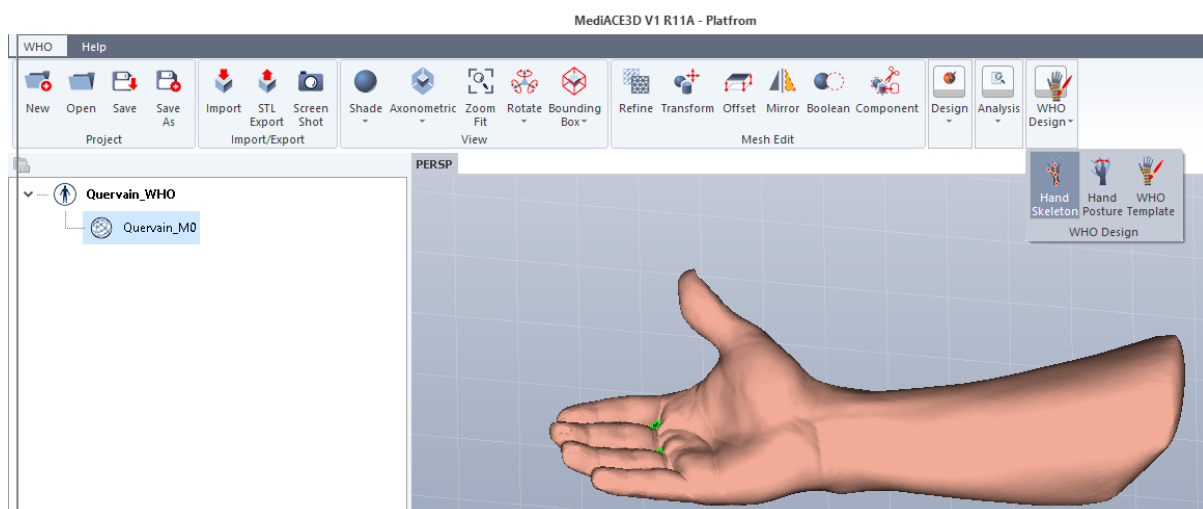 MediACE3D V1 R11A - Platfrom
WHO Help
New Open Save Save As Import STL Export Screen Shot Shade Axonometric Zoom Fit Rotate Bounding Box Refine Transform Offset Mirror Boolean Component Design Analysis WHO Design
Project Import/Export View Mesh Edit
PERSP
Quervain_WHO
Quervain_M0
Hand Skeleton Hand Posture WHO Template
WHO Design